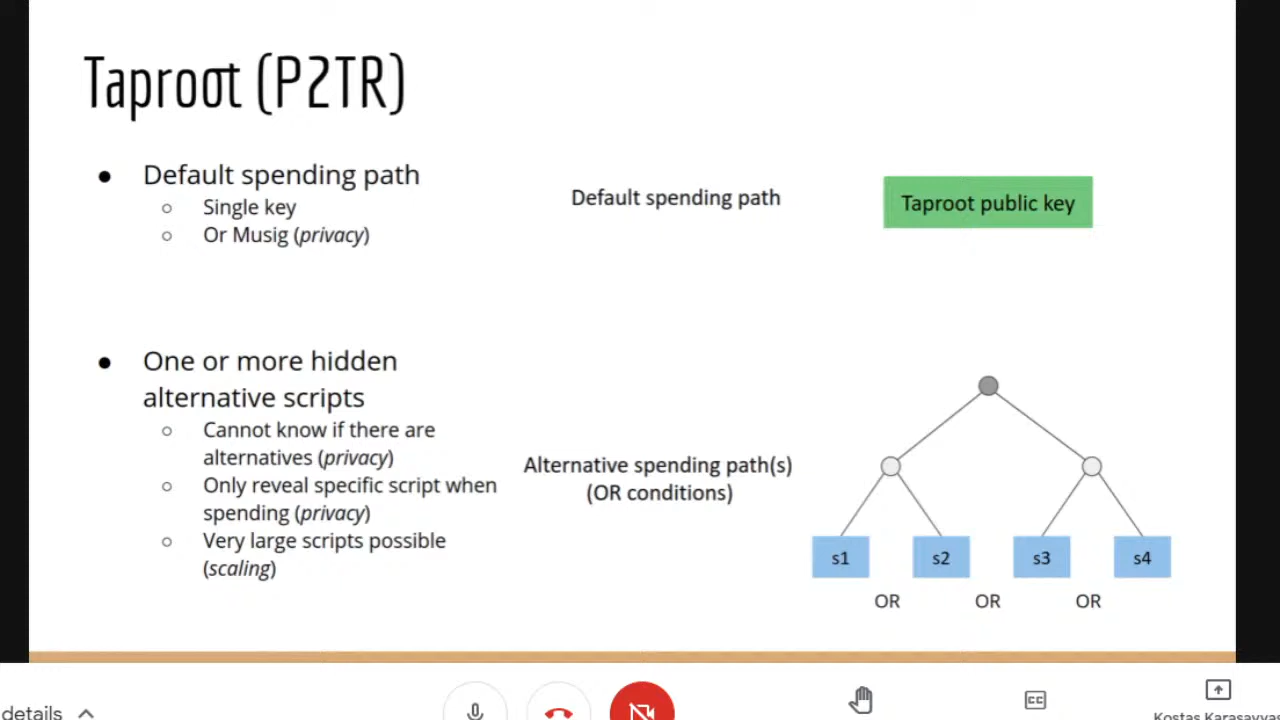 Taproot (P2TR)
Default spending path
Single key
Or Musig (privacy)
Default spending path
Taproot public key
One or more hidden
alternative scripts
Cannot know if there are
alternatives (privacy)
Only reveal specific script when
spending (privacy)
Very large scripts possible
(scaling)
Alternative spending path(s)
(OR conditions)
s1
s2
s3
s4
OR
OR
OR
details
CC
Kostas